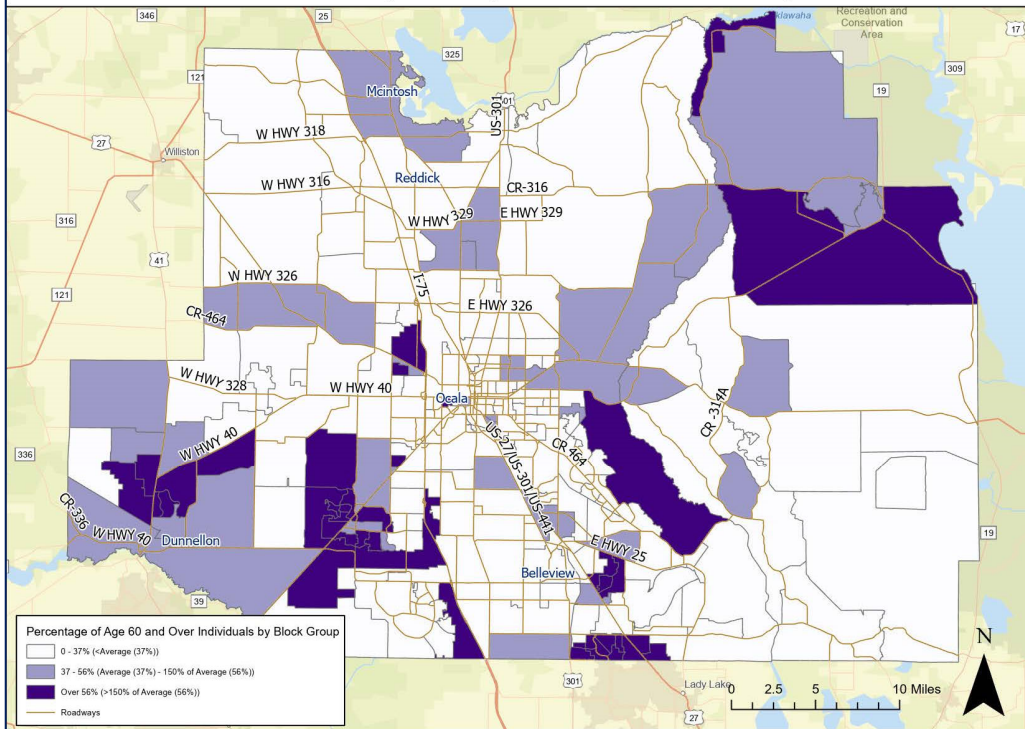 346
25
Recreation and
Conservation
Area
17
325
309
121
Mcintosh
19
US-301
W HWY 318
27
Williston
Reddick
W HWY 316
CR-316
W HWY 329
E HWY 329
316
41
W HWY 326
I-75
121
E HWY 326
CR-464
W HWY 328
W HWY 40
Ocala
CR -314A
336
W HWY 40
US-27/US-301/US-441
CR 464
CR-336
W HWY 40
Dunnellon
E HWY 25
19
Belleview
39
Percentage of Age 60 and Over Individuals by Block Group
0 - 37% (<Average (37%))
37 - 56% (Average (37%) - 150% of Average (56%))
Over 56% (>150% of Average (56%))
Roadways
301
Lady Lake
27
0 2.5 5 10 Miles
N